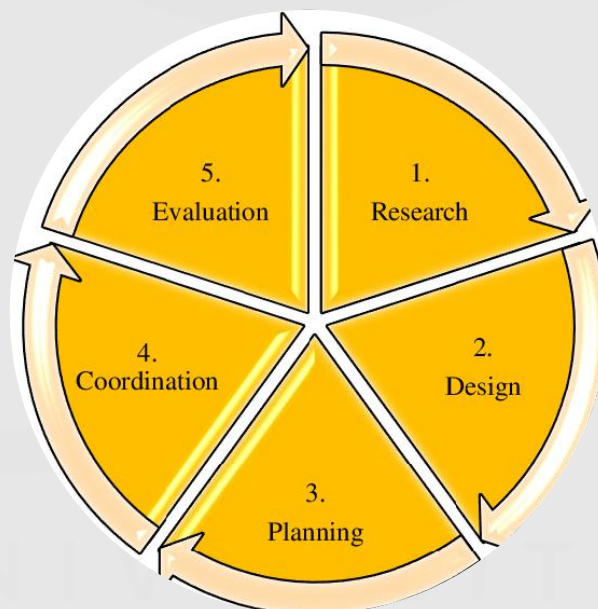 1.
Research
2.
Design
3.
Planning
4.
Coordination
5.
Evaluation